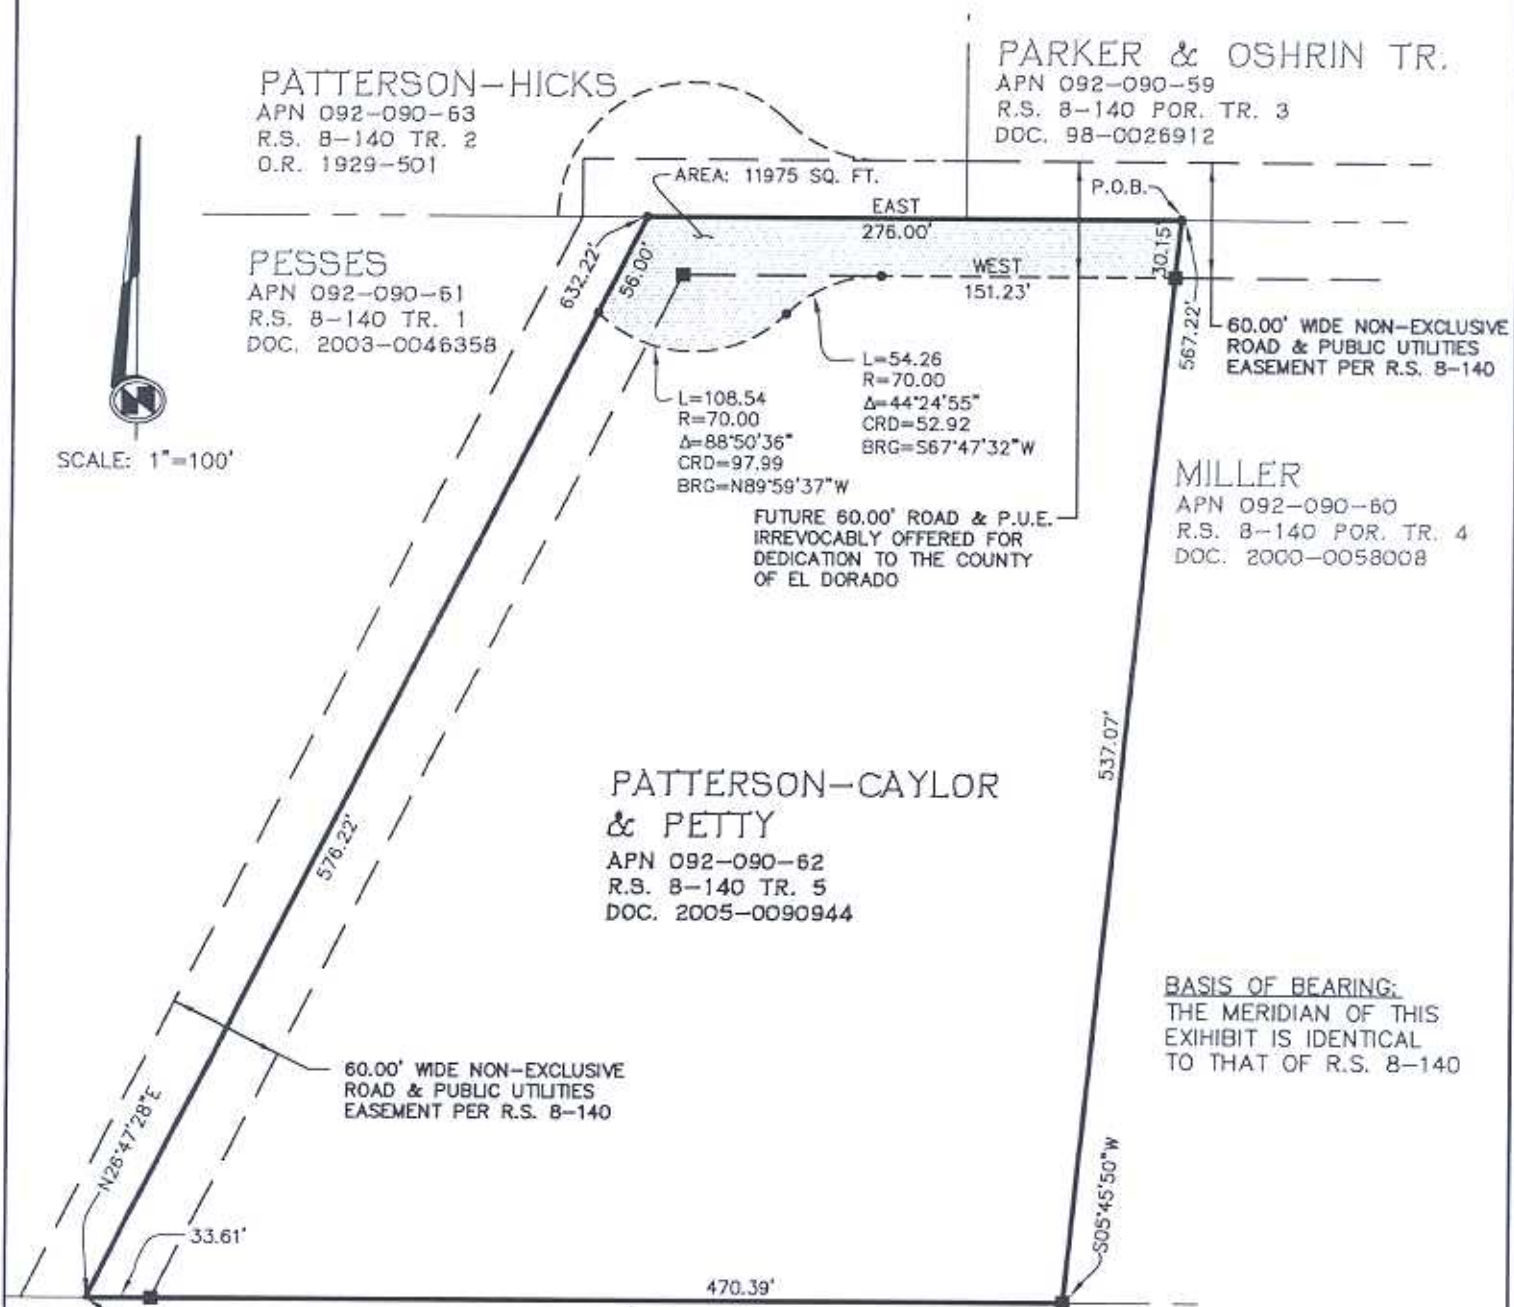 PATTERSON-HICKS
APN 092-090-63
R.S. 8-140 TR. 2
O.R. 1929-501
PARKER & OSHRIN TR.
APN 092-090-59
R.S. 8-140 POR. TR. 3
DOC. 98-0026912
AREA: 11975 SQ. FT.
P.O.B.
EAST
276.00'
PESSES
APN 092-090-61
R.S. 8-140 TR. 1
DOC. 2003-0046358
632.22'
56.00'
WEST
151.23'
30.15'
567.22'
60.00' WIDE NON-EXCLUSIVE
ROAD & PUBLIC UTILITIES
EASEMENT PER R.S. 8-140
N
SCALE: 1"=100'
L=108.54
R=70.00
Δ=88°50'36"
CRD=97.99
BRG=N89°59'37"W
L=54.26
R=70.00
Δ=44°24'55"
CRD=52.92
BRG=S67°47'32"W
FUTURE 60.00' ROAD & P.U.E.
IRREVOCABLY OFFERED FOR
DEDICATION TO THE COUNTY
OF EL DORADO
MILLER
APN 092-090-60
R.S. 8-140 POR. TR. 4
DOC. 2000-0058008
537.07'
576.22'
PATTERSON-CAYLOR
& PETTY
APN 092-090-62
R.S. 8-140 TR. 5
DOC. 2005-0090944
BASIS OF BEARING:
THE MERIDIAN OF THIS
EXIHIBIT IS IDENTICAL
TO THAT OF R.S. 8-140
60.00' WIDE NON-EXCLUSIVE
ROAD & PUBLIC UTILITIES
EASEMENT PER R.S. 8-140
N26°47'28"E
S05°45'50"W
33.61'
470.39'